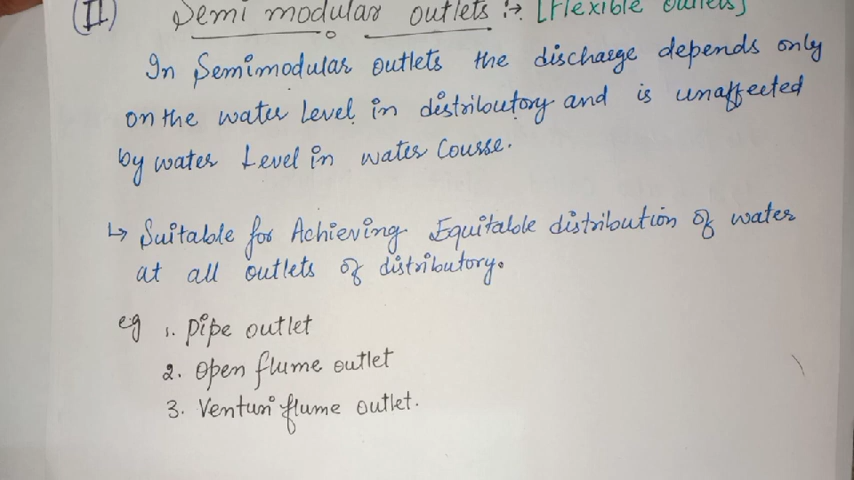 (II) Semi modular outlets :→ [Flexible outlets]
In Semimodular outlets the discharge depends only
on the water Level in distributory and is unaffected
by water Level in water Course.
↳ Suitable for Achieving Equitable distribution of water
at all outlets of distributory.
eg 1. Pipe outlet
2. Open flume outlet
3. Venturi flume outlet.